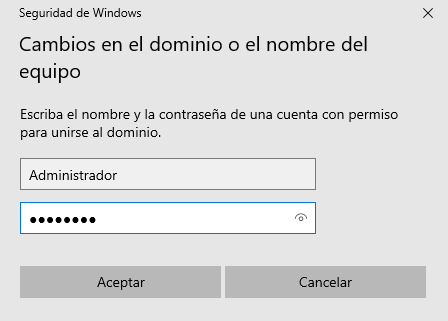 Seguridad de Windows
Cambios en el dominio o el nombre del
equipo
Escriba el nombre y la contraseña de una cuenta con permiso
para unirse al dominio.
Administrador
●●●●●●●●
Aceptar
Cancelar